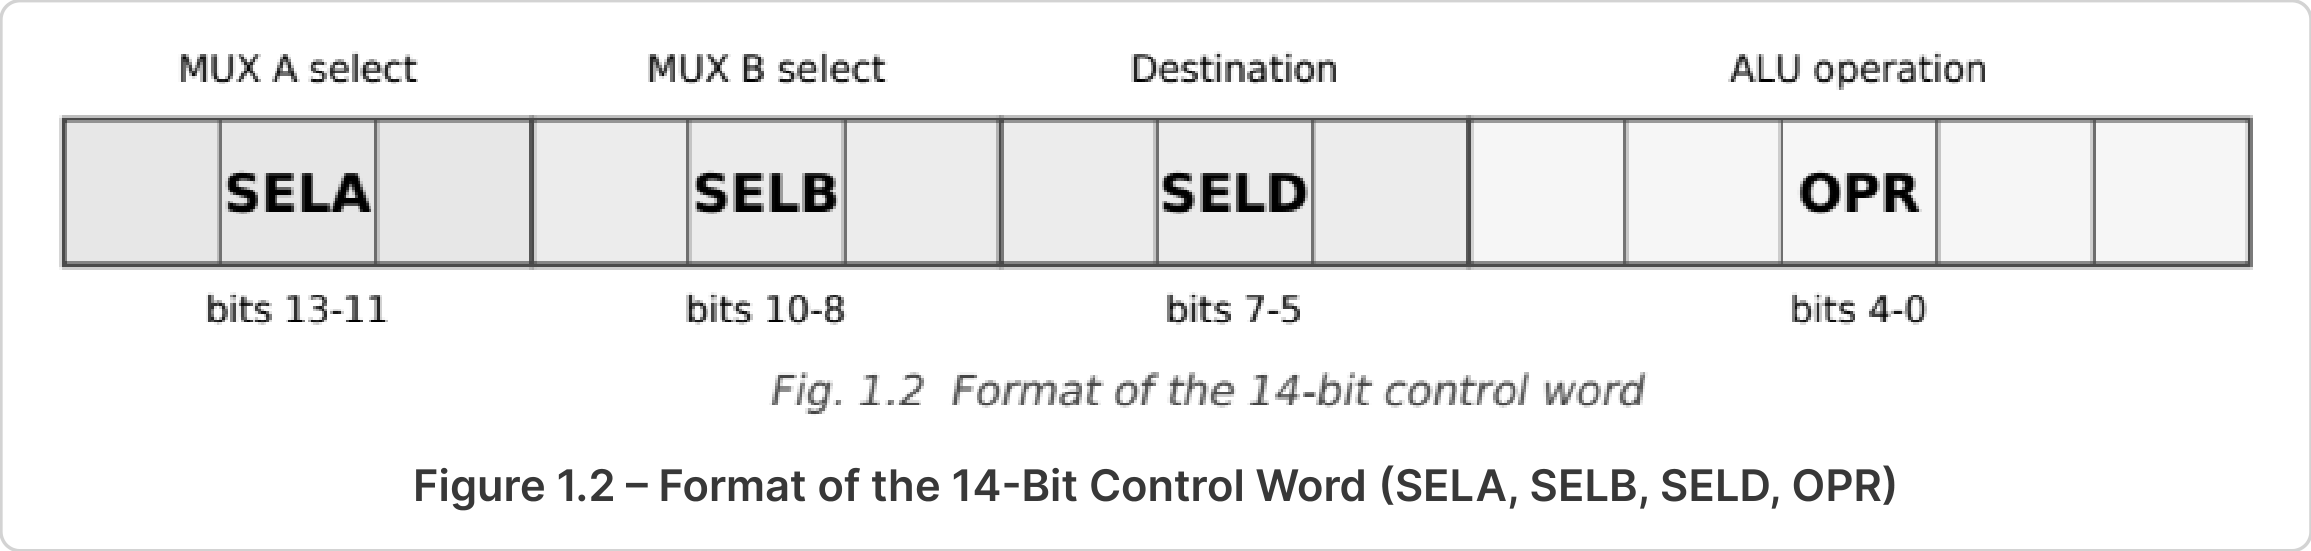 MUX A select MUX B select Destination ALU operation
SELA SELB SELD OPR
bits 13-11 bits 10-8 bits 7-5 bits 4-0
Fig. 1.2 Format of the 14-bit control word
Figure 1.2 – Format of the 14-Bit Control Word (SELA, SELB, SELD, OPR)